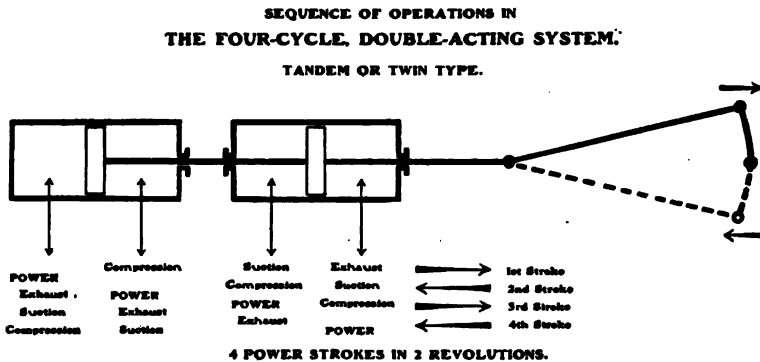 SEQUENCE OF OPERATIONS IN
THE FOUR-CYCLE, DOUBLE-ACTING SYSTEM.
TANDEM OR TWIN TYPE.
POWER
Exhaust.
Suction
Compression
Compression
POWER
Exhaust
Suction
Suction
Compression
POWER
Exhaust
Exhaust
Suction
Compression
POWER
1st Stroke
2nd Stroke
3rd Stroke
4th Stroke
4 POWER STROKES IN 2 REVOLUTIONS.